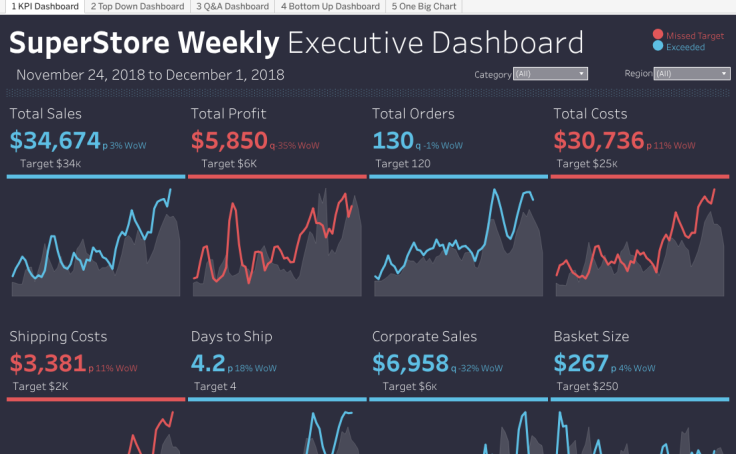 1 KPI Dashboard 2 Top Down Dashboard 3 Q&A Dashboard 4 Bottom Up Dashboard 5 One Big Chart
SuperStore Weekly Executive Dashboard
Missed Target
Exceeded
November 24, 2018 to December 1, 2018
Category (All)
Region (All)
Total Sales
$34,674 p 3% WoW
Target $34K
Total Profit
$5,850 q -35% WoW
Target $6K
Total Orders
130 q -1% WoW
Target 120
Total Costs
$30,736 p 11% WoW
Target $25K
Shipping Costs
$3,381 p 11% WoW
Target $2K
Days to Ship
4.2 p 18% WoW
Target 4
Corporate Sales
$6,958 q -32% WoW
Target $6K
Basket Size
$267 p 4% WoW
Target $250